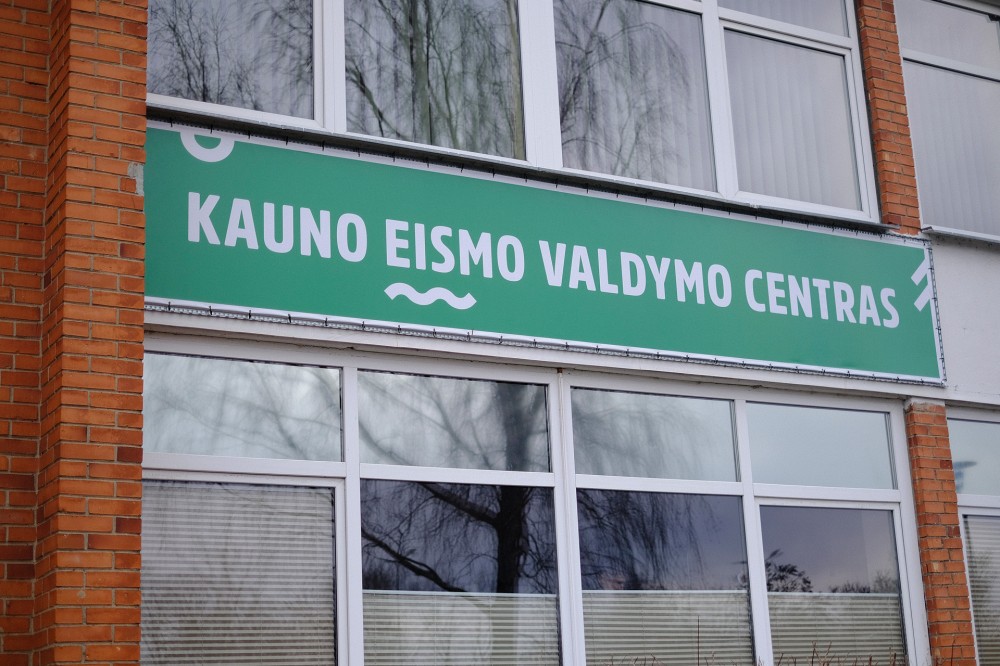 KAUNO EISMO VALDYMO CENTRAS